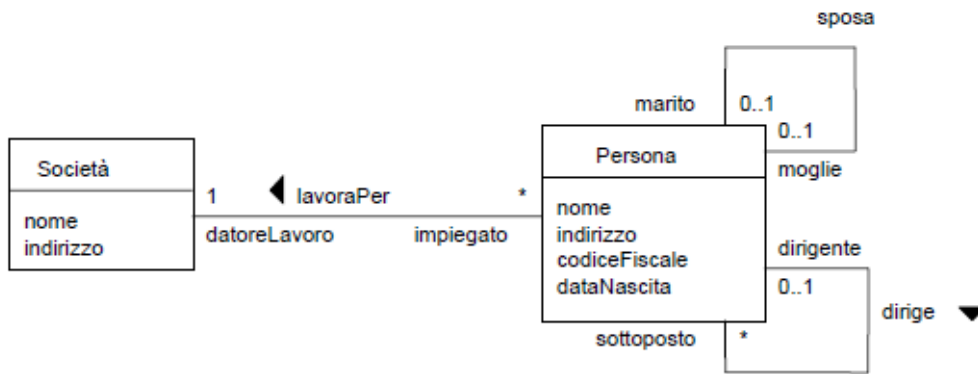 sposa
marito 0..1
0..1
moglie
Società
nome
indirizzo
1 lavoraPer *
datoreLavoro impiegato
Persona
nome
indirizzo
codiceFiscale
dataNascita
dirigente
0..1
dirige
sottoposto *